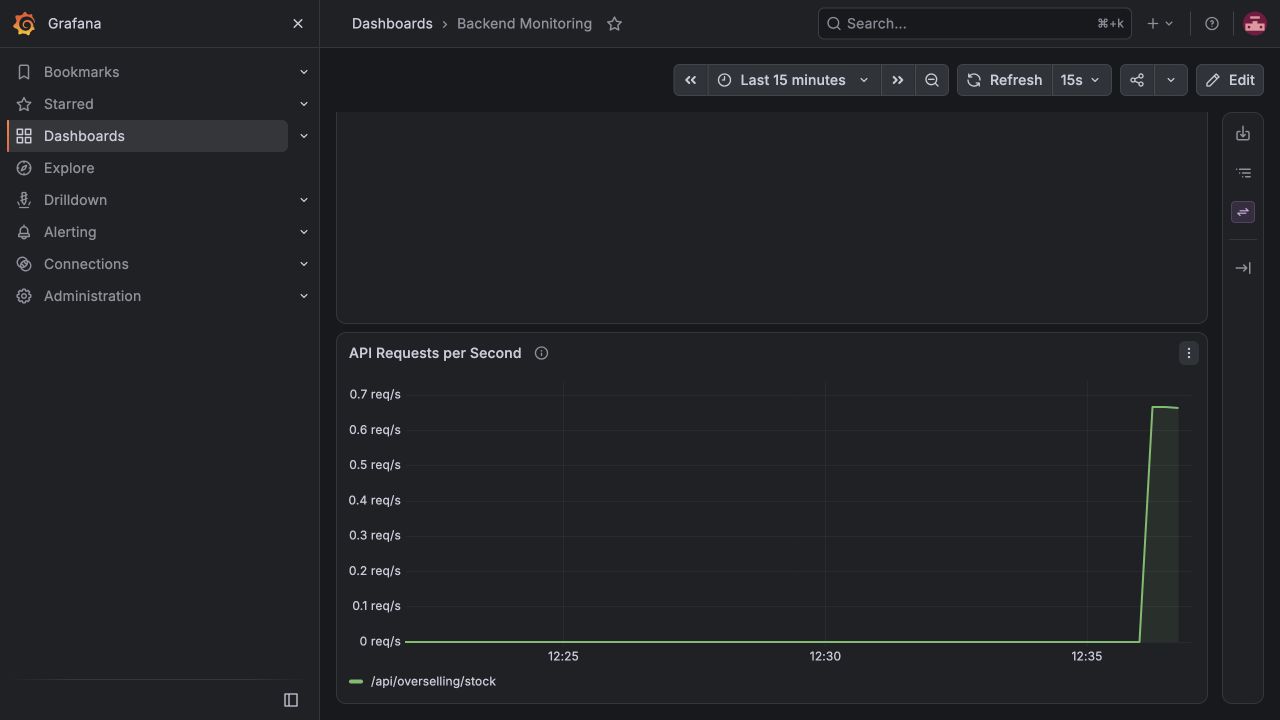 Grafana
Dashboards › Backend Monitoring
Search... ⌘+k
Bookmarks
Starred
Dashboards
Explore
Drilldown
Alerting
Connections
Administration
Last 15 minutes
Refresh
15s
Edit
API Requests per Second
0.7 req/s
0.6 req/s
0.5 req/s
0.4 req/s
0.3 req/s
0.2 req/s
0.1 req/s
0 req/s
12:25 12:30 12:35
/api/overselling/stock